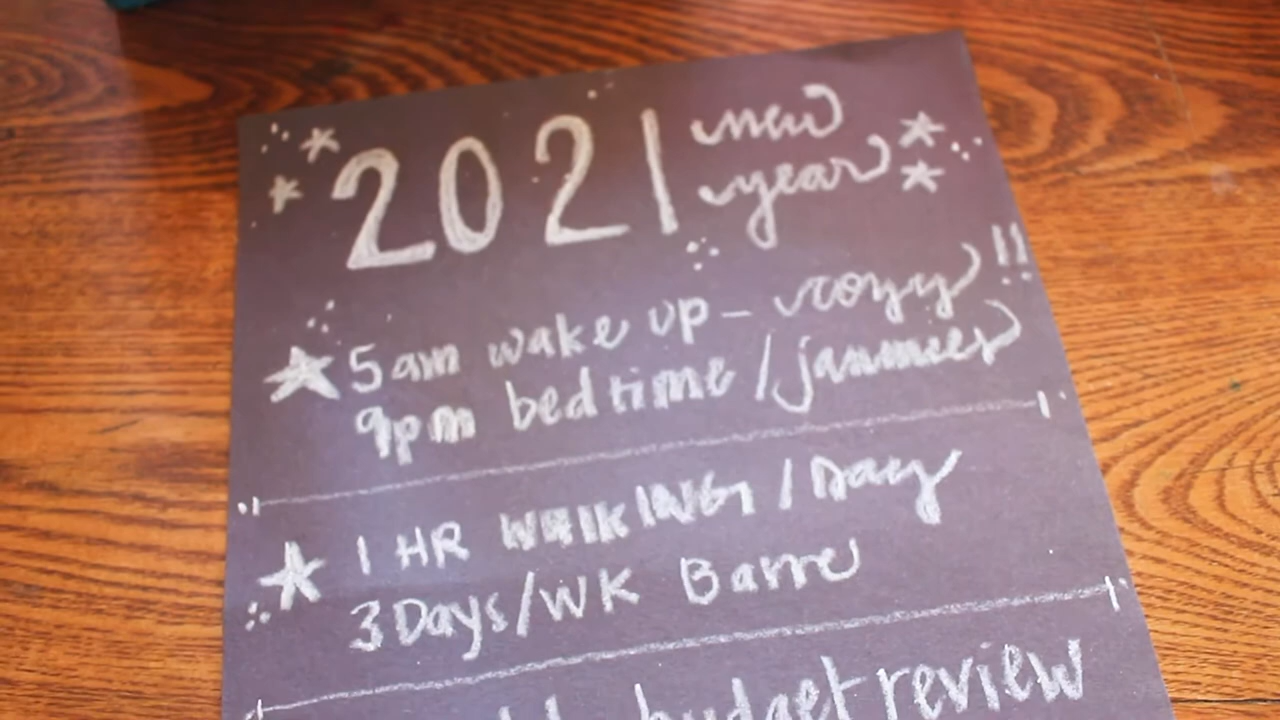 2021 new year
5am wake up - cozy!!
9pm bedtime / jammies
1 HR WALKING / Day
3 Days/WK Barre
budget review